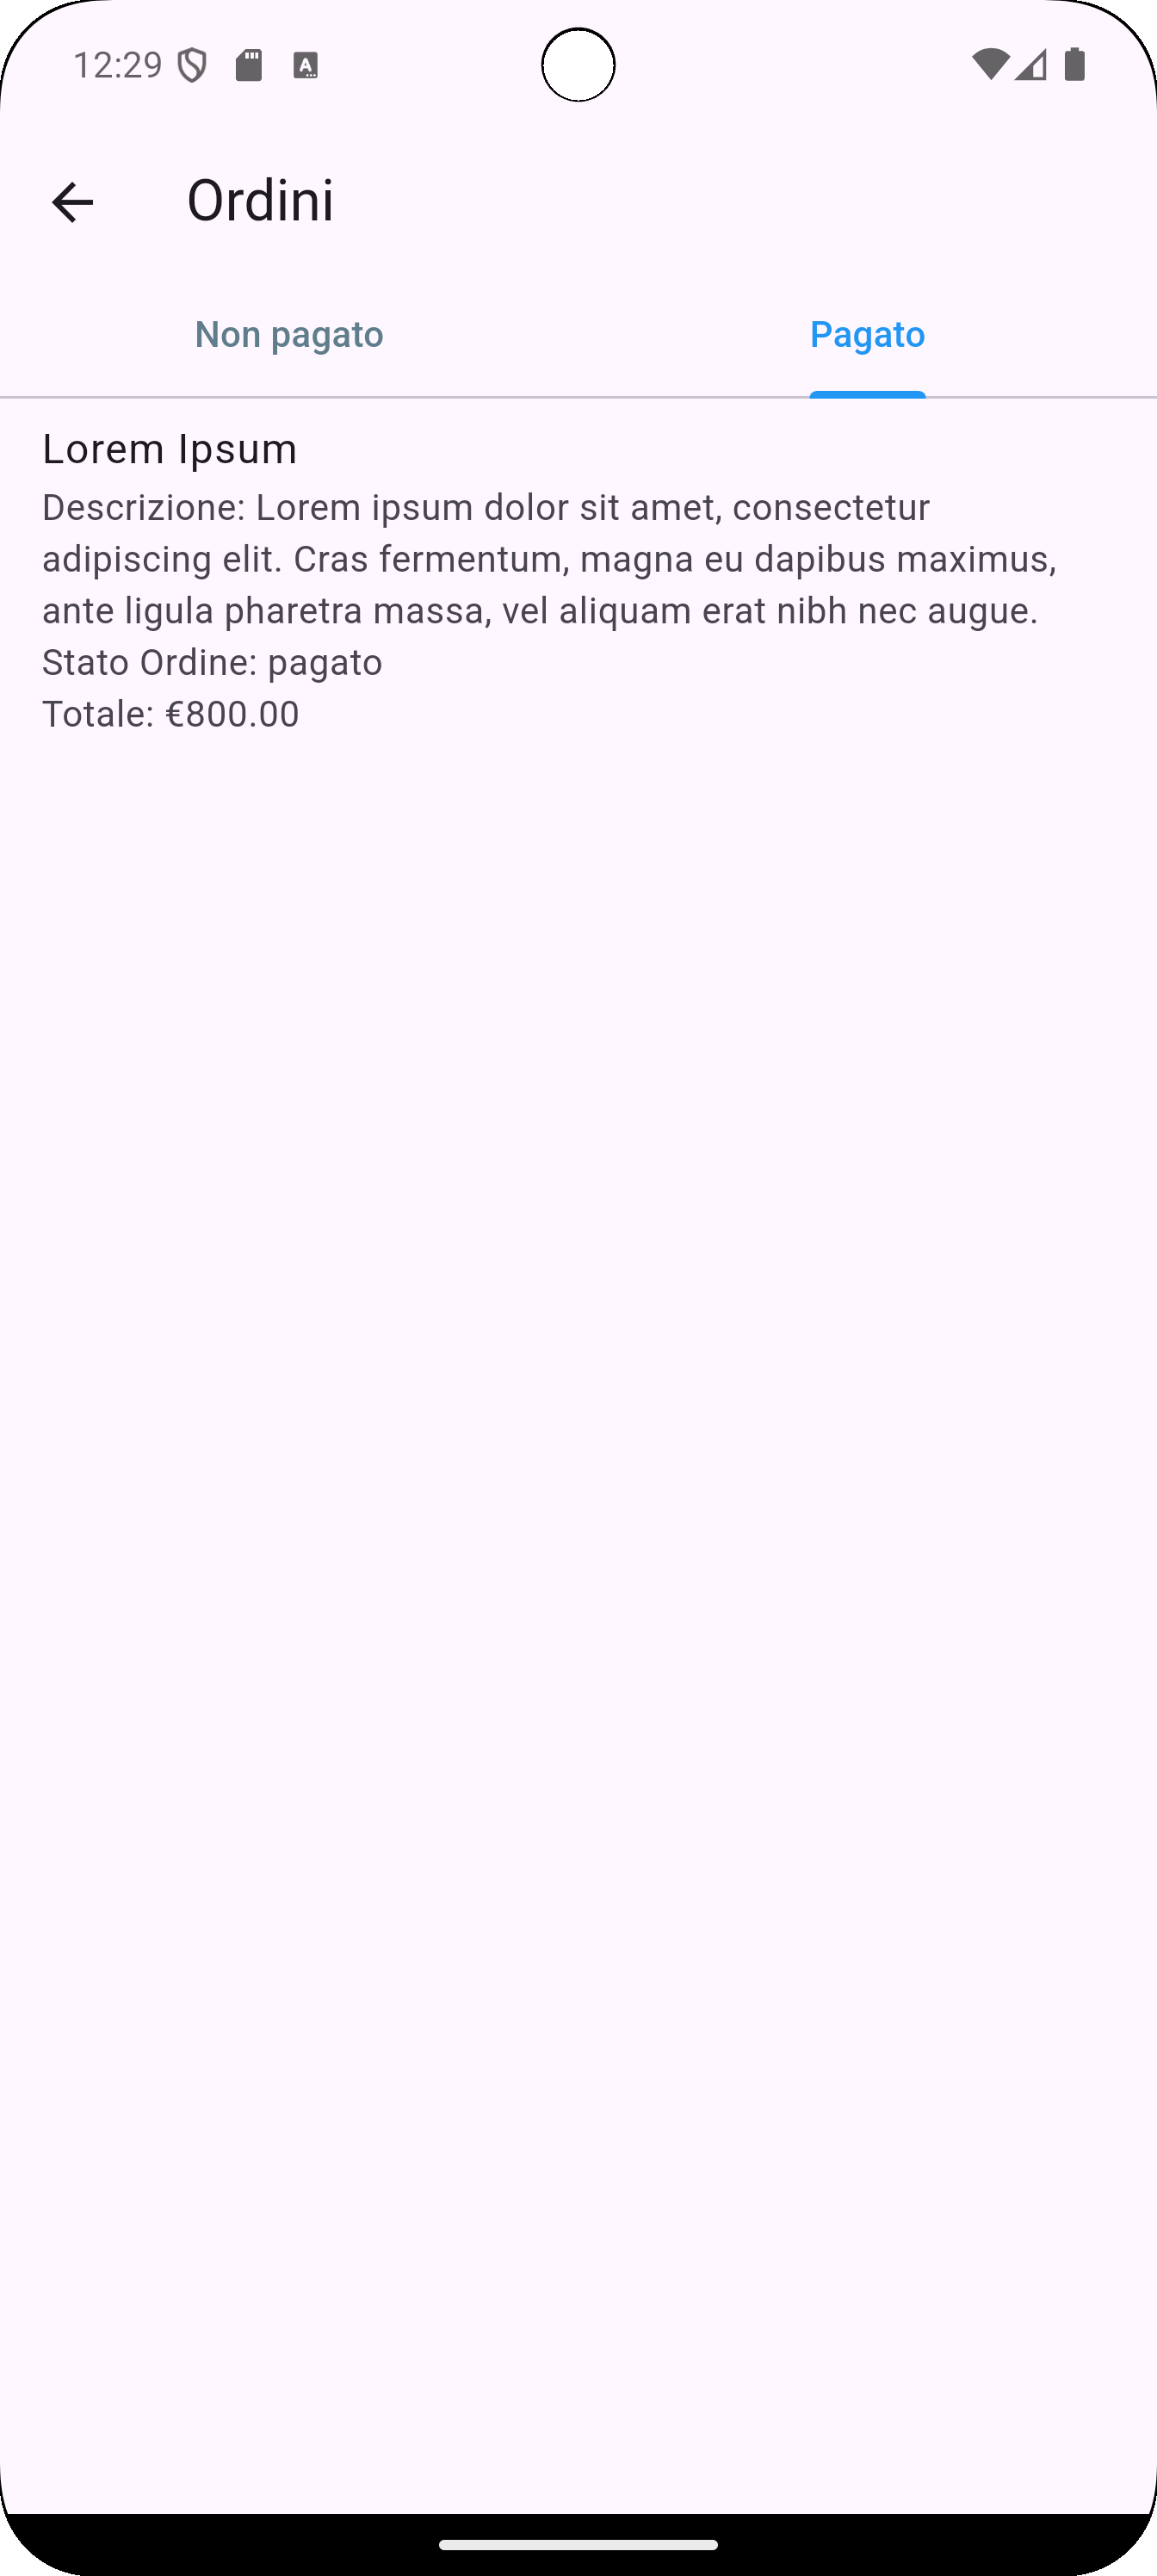 12:29
Ordini
Non pagato
Pagato
Lorem Ipsum
Descrizione: Lorem ipsum dolor sit amet, consectetur
adipiscing elit. Cras fermentum, magna eu dapibus maximus,
ante ligula pharetra massa, vel aliquam erat nibh nec augue.
Stato Ordine: pagato
Totale: €800.00